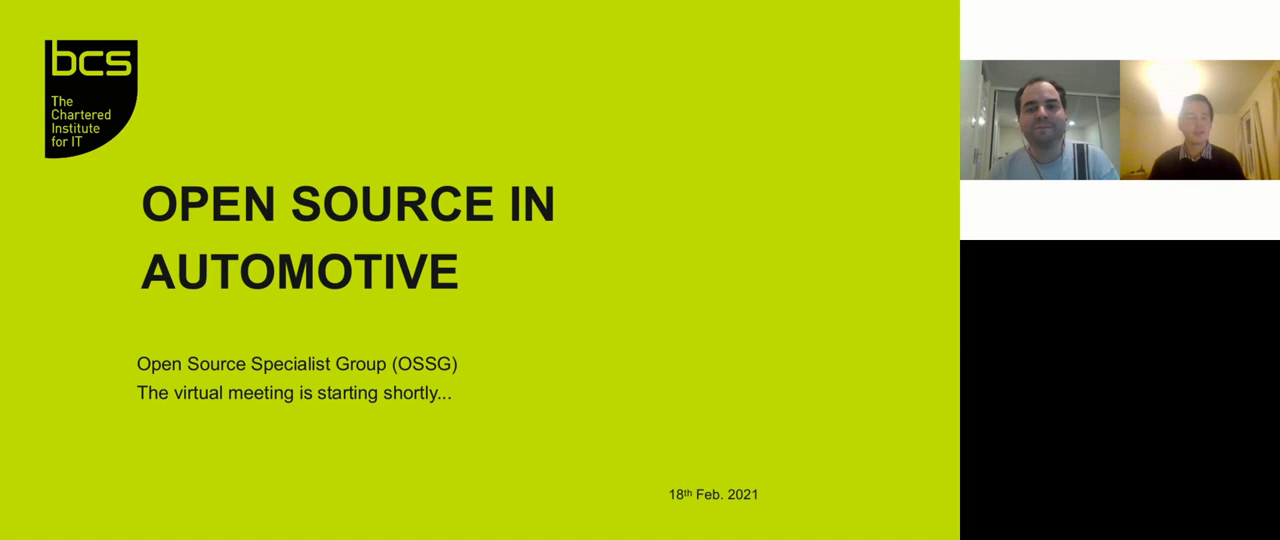 bcs
The
Chartered
Institute
for IT
OPEN SOURCE IN
AUTOMOTIVE
Open Source Specialist Group (OSSG)
The virtual meeting is starting shortly...
18th Feb. 2021